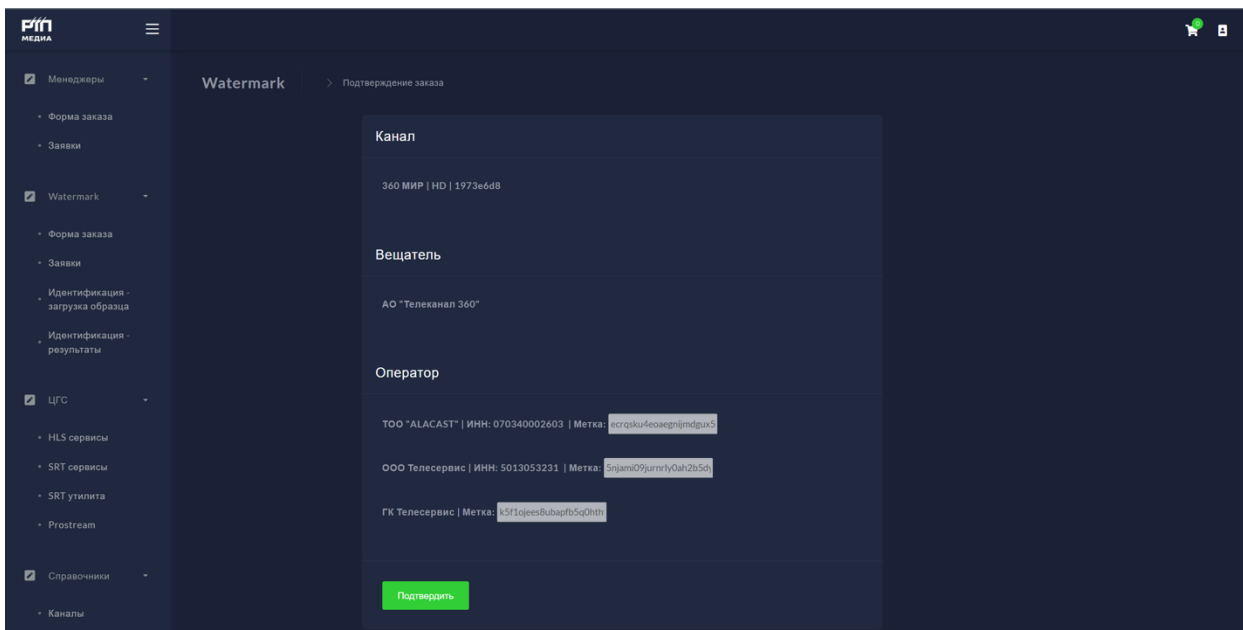 РТП
МЕДИА
0
Менеджеры
Форма заказа
Заявки
Watermark
Форма заказа
Заявки
Идентификация -
загрузка образца
Идентификация -
результаты
ЦГС
HLS сервисы
SRT сервисы
SRT утилита
Prostream
Справочники
Каналы
Watermark > Подтверждение заказа
Канал
360 МИР | HD | 1973e6d8
Вещатель
АО "Телеканал 360"
Оператор
ТОО "ALACAST" | ИНН: 070340002603 | Метка: ecrqsku4eoaegnijmdgux5
ООО Телесервис | ИНН: 5013053231 | Метка: 5njami09jurnrly0ah2b5dy
ГК Телесервис | Метка: k5f1ojees8ubapfb5q0hth
Подтвердить